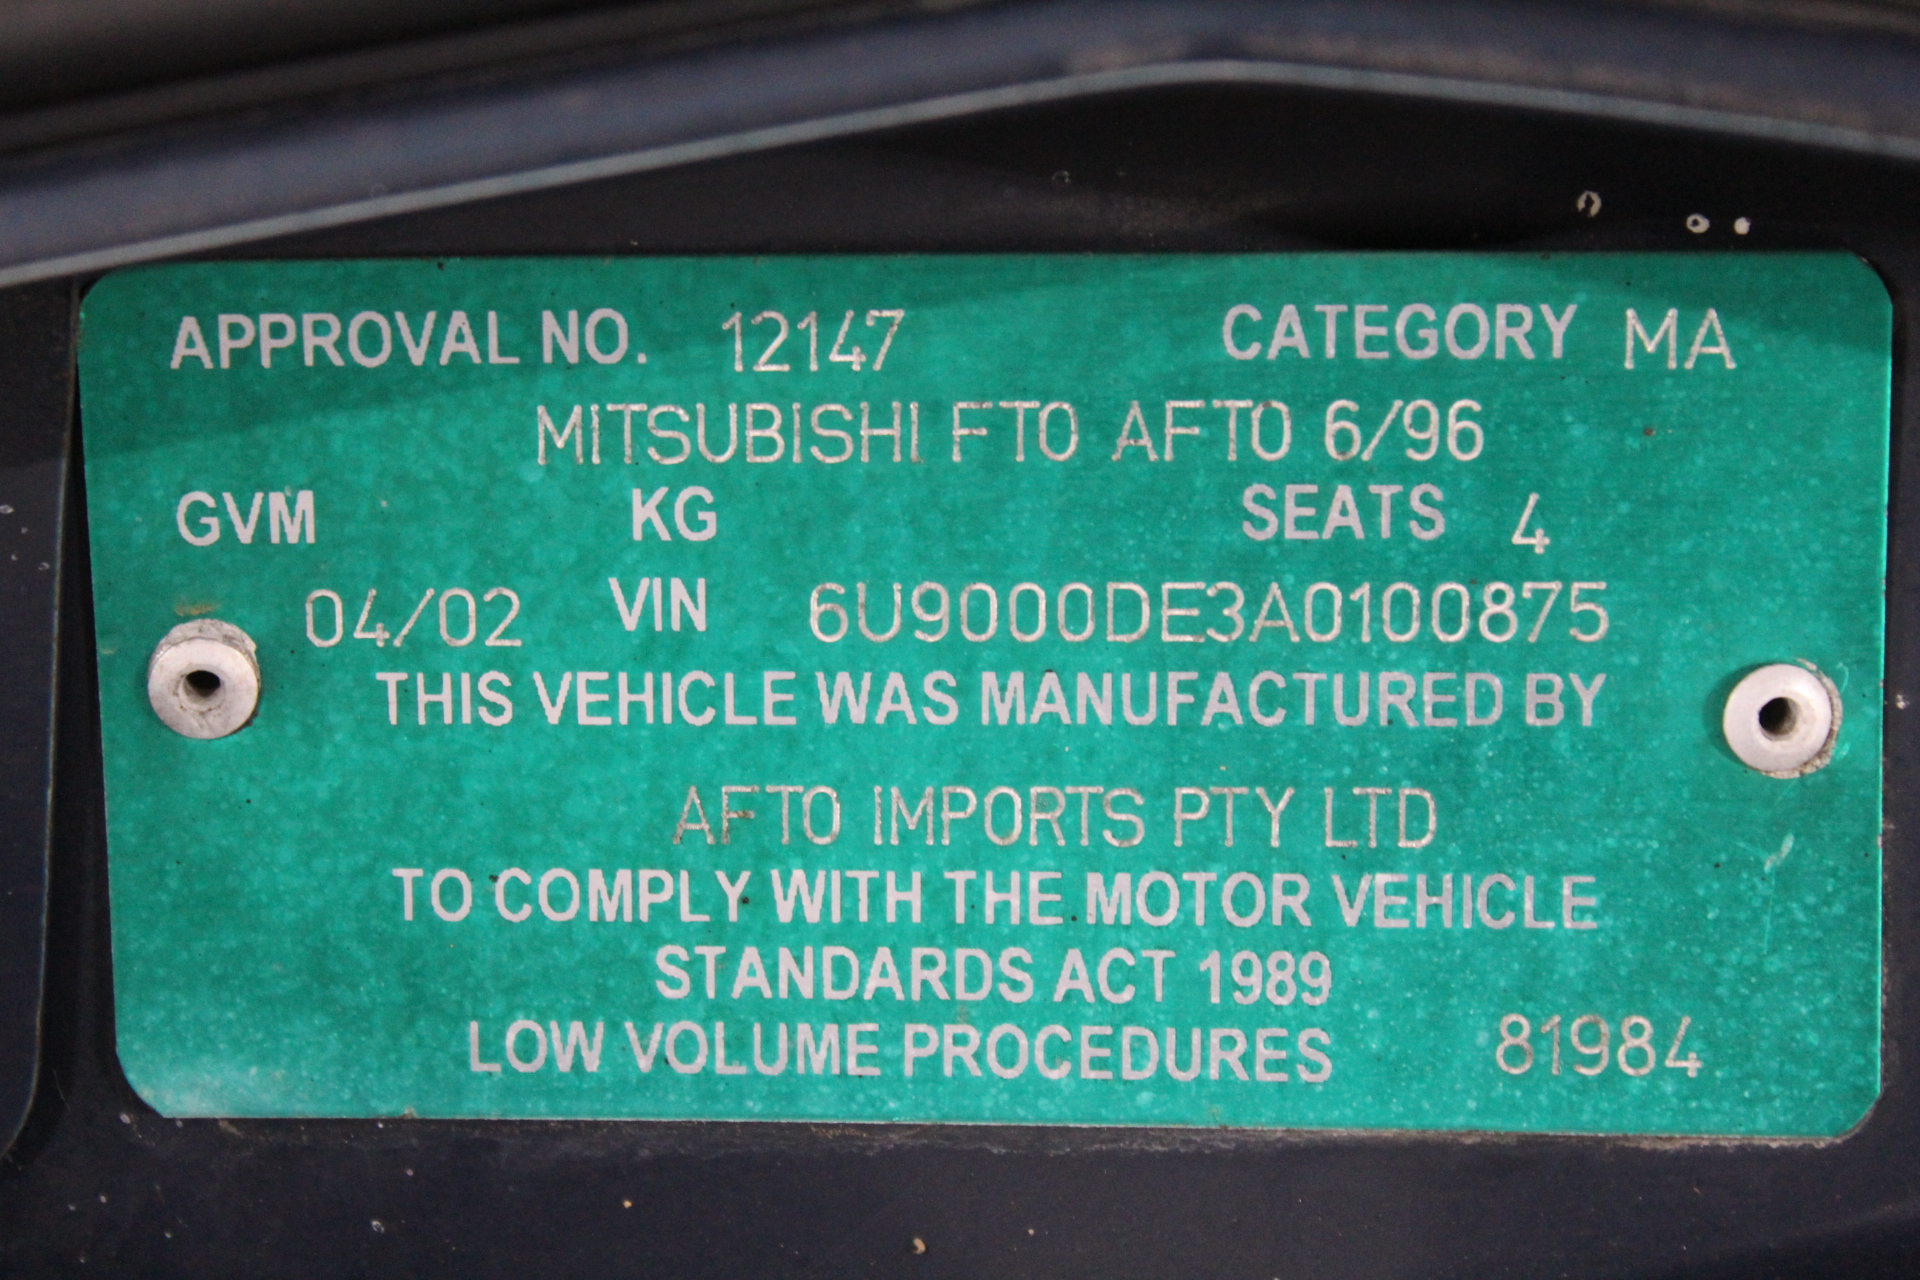 APPROVAL NO. 12147 CATEGORY MA
MITSUBISHI FTO AFTO 6/96
GVM KG SEATS 4
04/02 VIN 6U9000DE3A0100875
THIS VEHICLE WAS MANUFACTURED BY
AFTO IMPORTS PTY LTD
TO COMPLY WITH THE MOTOR VEHICLE
STANDARDS ACT 1989
LOW VOLUME PROCEDURES 81984